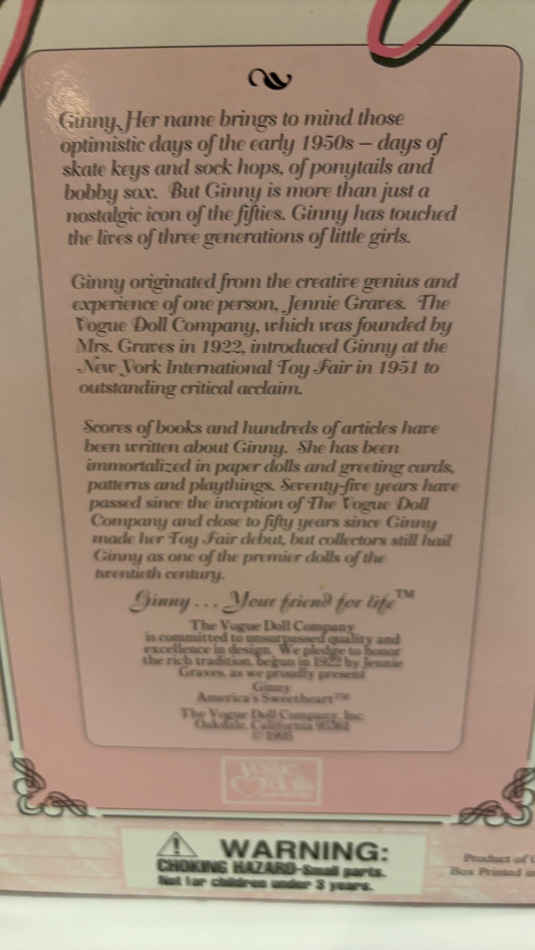 Ginny. Her name brings to mind those
optimistic days of the early 1950s – days of
skate keys and sock hops, of ponytails and
bobby sox. But Ginny is more than just a
nostalgic icon of the fifties. Ginny has touched
the lives of three generations of little girls.
Ginny originated from the creative genius and
experience of one person, Jennie Graves. The
Vogue Doll Company, which was founded by
Mrs. Graves in 1922, introduced Ginny at the
New York International Toy Fair in 1951 to
outstanding critical acclaim.
Scores of books and hundreds of articles have
been written about Ginny. She has been
immortalized in paper dolls and greeting cards,
patterns and playthings. Seventy-five years have
passed since the inception of The Vogue Doll
Company and close to fifty years since Ginny
made her Toy Fair debut, but collectors still hail
Ginny as one of the premier dolls of the
twentieth century.
Ginny . . . Your friend for life™
The Vogue Doll Company
is committed to unsurpassed quality and
excellence in design. We pledge to honor
the rich tradition, begun in 1922 by Jennie
Graves, as we proudly present
Ginny
America's Sweetheart™
The Vogue Doll Company, Inc.
Oakdale, California 95361
© 1995
WARNING:
CHOKING HAZARD-Small parts.
Not for children under 3 years.
Product of
Box Printed in